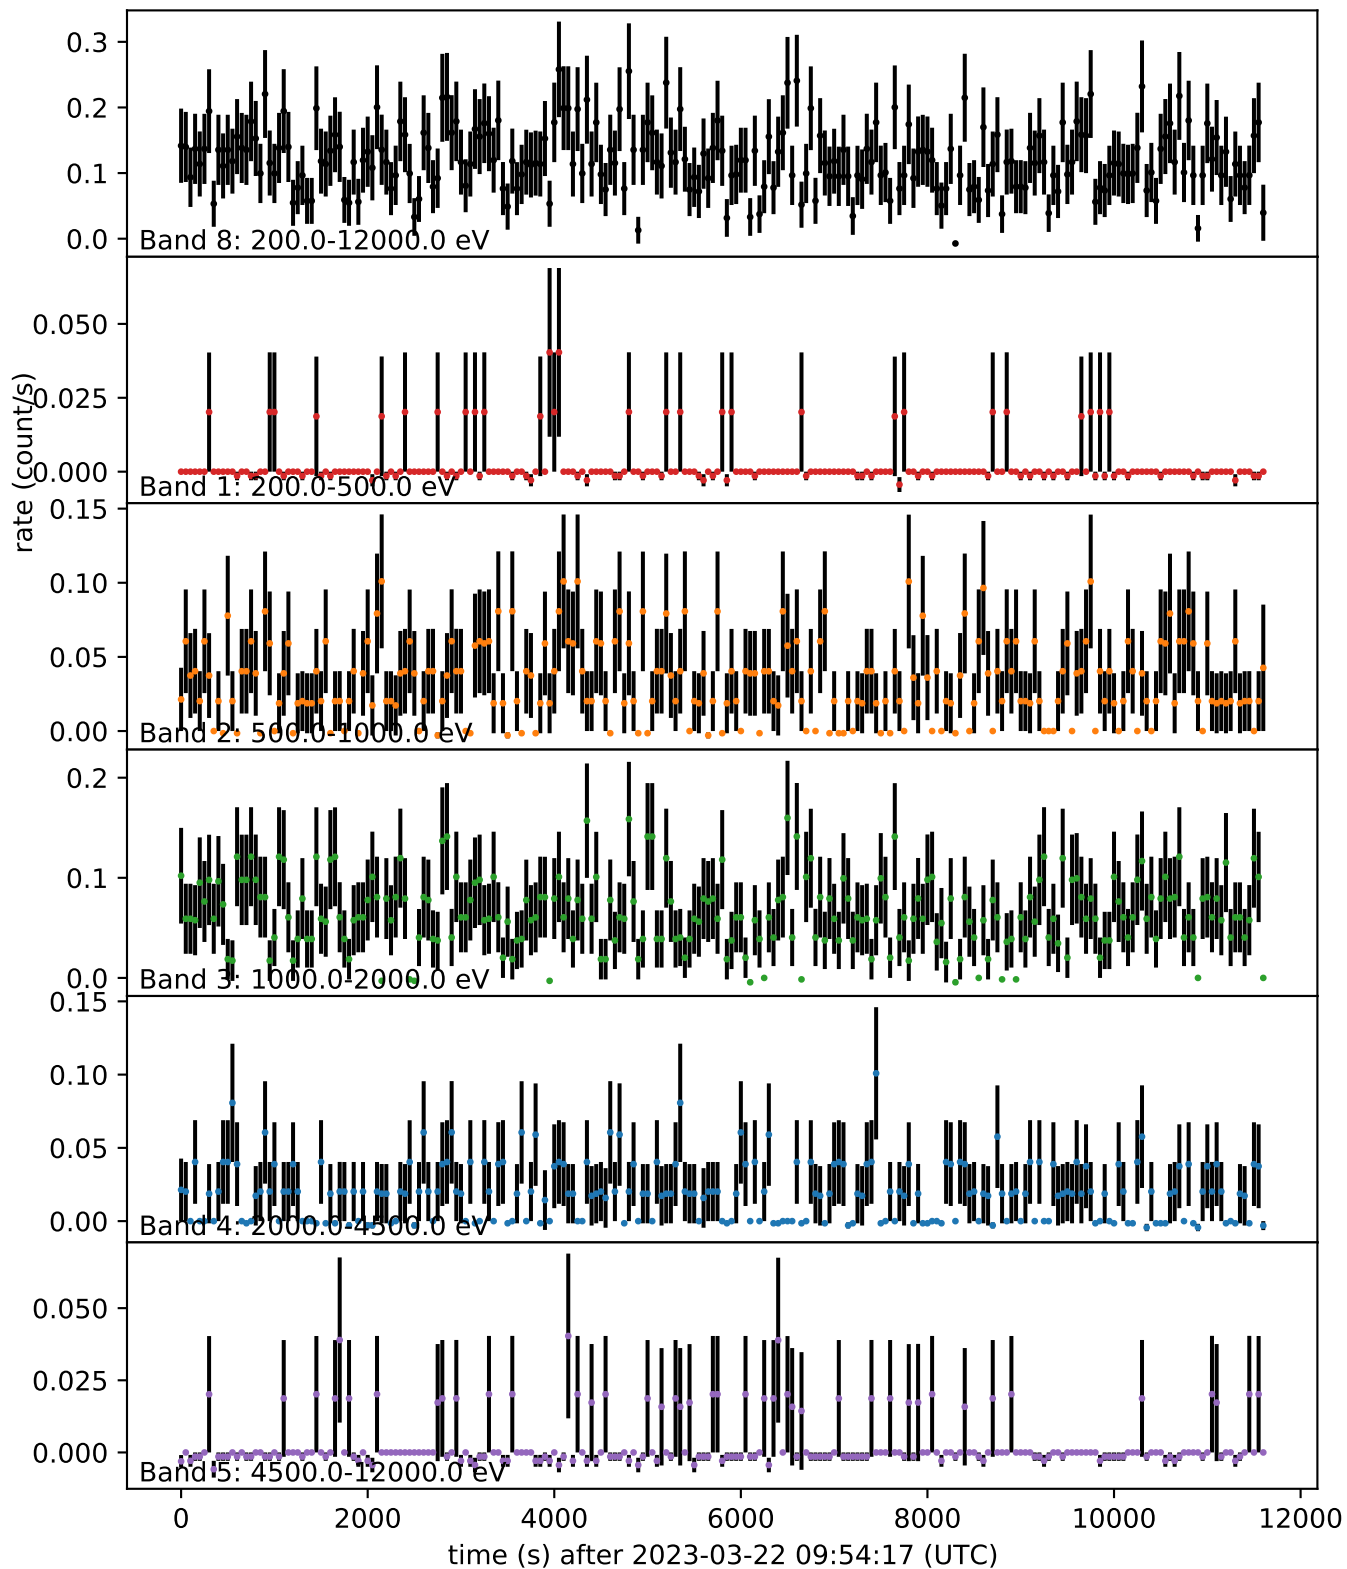 0.3
0.2
0.1
0.0
Band 8: 200.0-12000.0 eV
0.050
0.025
0.000
Band 1: 200.0-500.0 eV
rate (count/s)
0.15
0.10
0.05
0.00
Band 2: 500.0-1000.0 eV
0.2
0.1
0.0
Band 3: 1000.0-2000.0 eV
0.15
0.10
0.05
0.00
Band 4: 2000.0-4500.0 eV
0.050
0.025
0.000
Band 5: 4500.0-12000.0 eV
0 2000 4000 6000 8000 10000 12000
time (s) after 2023-03-22 09:54:17 (UTC)